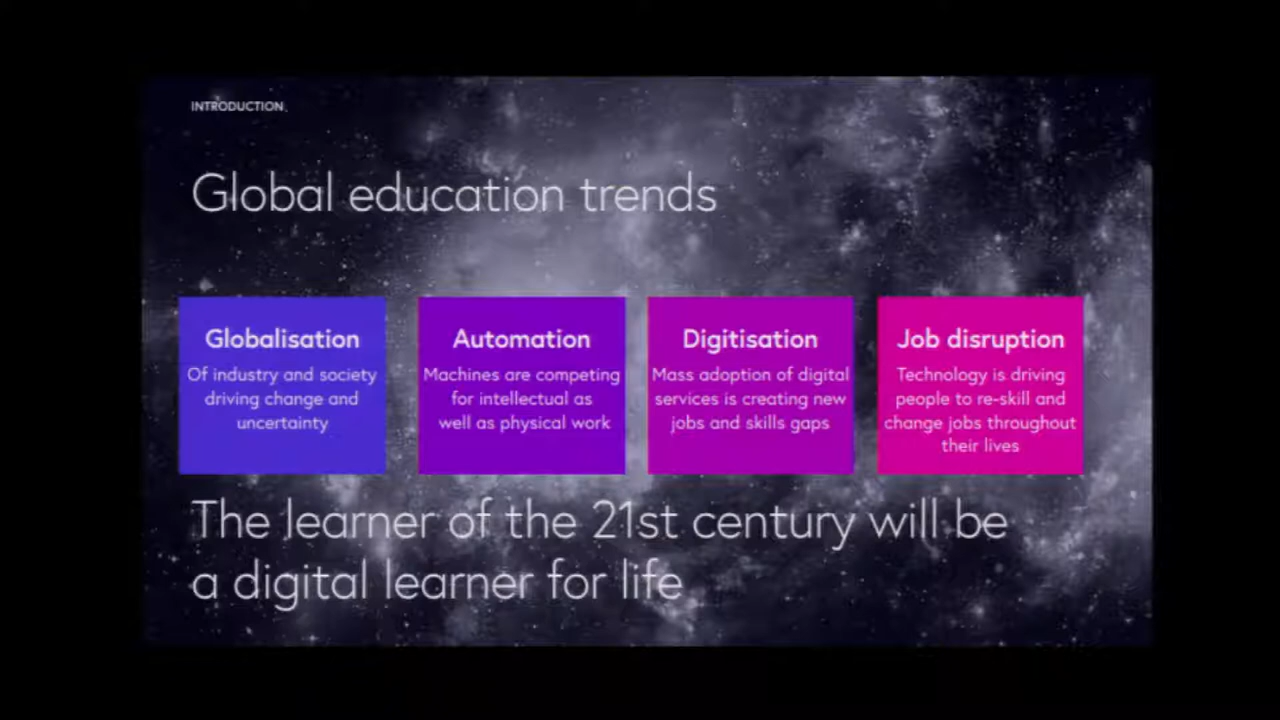 INTRODUCTION
Global education trends
Globalisation
Of industry and society
driving change and
uncertainty
Automation
Machines are competing
for intellectual as
well as physical work
Digitisation
Mass adoption of digital
services is creating new
jobs and skills gaps
Job disruption
Technology is driving
people to re-skill and
change jobs throughout
their lives
The learner of the 21st century will be
a digital learner for life